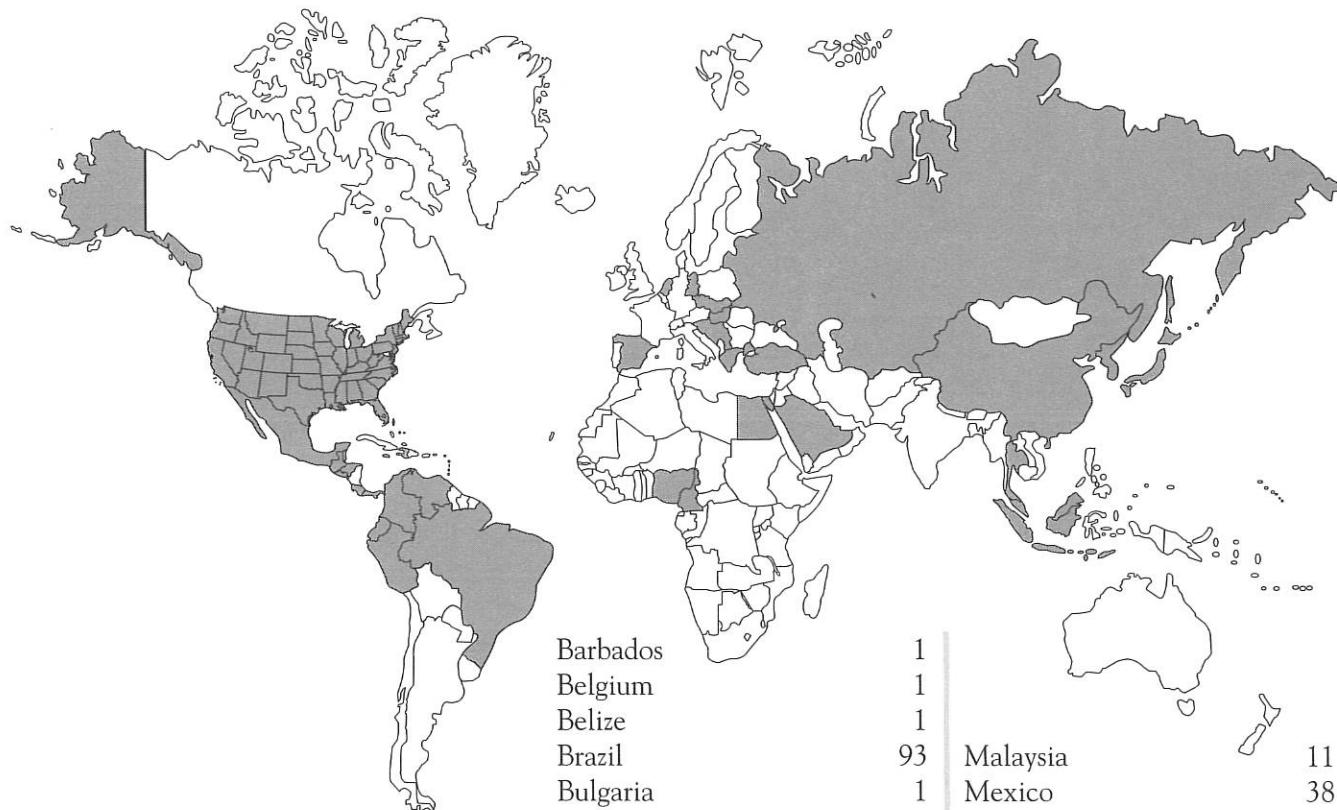 Barbados 1
Belgium 1
Belize 1
Brazil 93
Bulgaria 1
Malaysia 11
Mexico 38